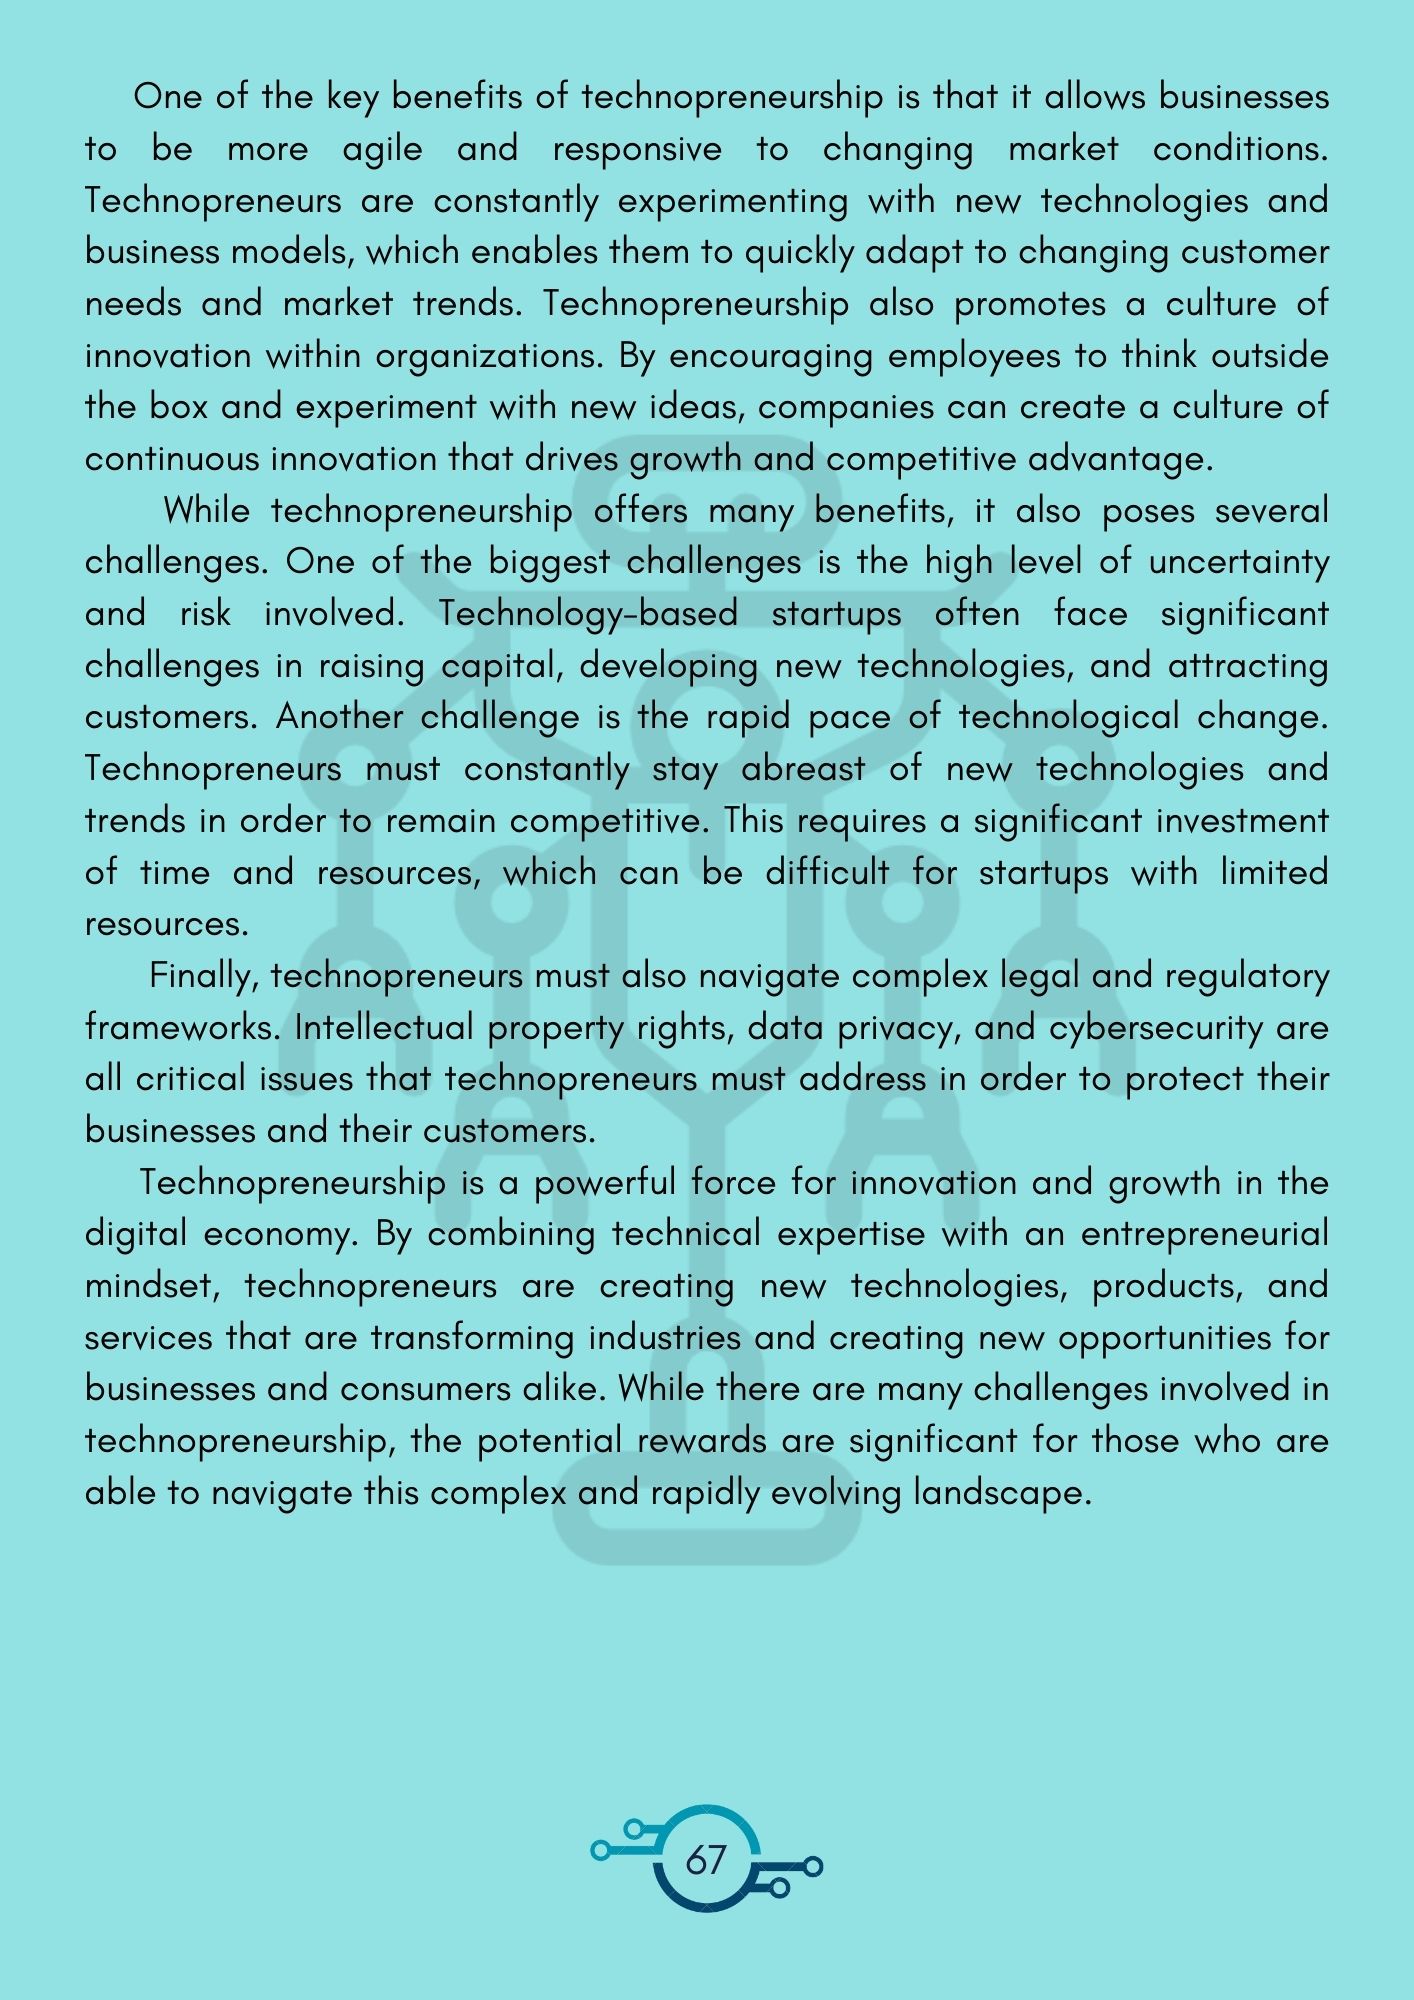 One of the key benefits of technopreneurship is that it allows businesses
to be more agile and responsive to changing market conditions.
Technopreneurs are constantly experimenting with new technologies and
business models, which enables them to quickly adapt to changing customer
needs and market trends. Technopreneurship also promotes a culture of
innovation within organizations. By encouraging employees to think outside
the box and experiment with new ideas, companies can create a culture of
continuous innovation that drives growth and competitive advantage.
While technopreneurship offers many benefits, it also poses several
challenges. One of the biggest challenges is the high level of uncertainty
and risk involved. Technology-based startups often face significant
challenges in raising capital, developing new technologies, and attracting
customers. Another challenge is the rapid pace of technological change.
Technopreneurs must constantly stay abreast of new technologies and
trends in order to remain competitive. This requires a significant investment
of time and resources, which can be difficult for startups with limited
resources.
Finally, technopreneurs must also navigate complex legal and regulatory
frameworks. Intellectual property rights, data privacy, and cybersecurity are
all critical issues that technopreneurs must address in order to protect their
businesses and their customers.
Technopreneurship is a powerful force for innovation and growth in the
digital economy. By combining technical expertise with an entrepreneurial
mindset, technopreneurs are creating new technologies, products, and
services that are transforming industries and creating new opportunities for
businesses and consumers alike. While there are many challenges involved in
technopreneurship, the potential rewards are significant for those who are
able to navigate this complex and rapidly evolving landscape.
67